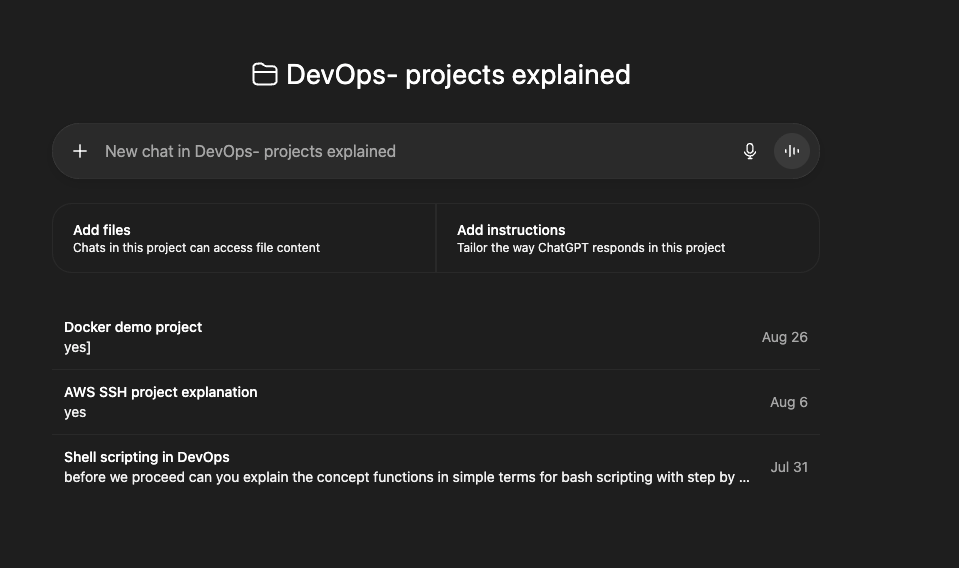 DevOps- projects explained
New chat in DevOps- projects explained
Add files
Chats in this project can access file content
Add instructions
Tailor the way ChatGPT responds in this project
Docker demo project
yes]
Aug 26
AWS SSH project explanation
yes
Aug 6
Shell scripting in DevOps
before we proceed can you explain the concept functions in simple terms for bash scripting with step by ...
Jul 31